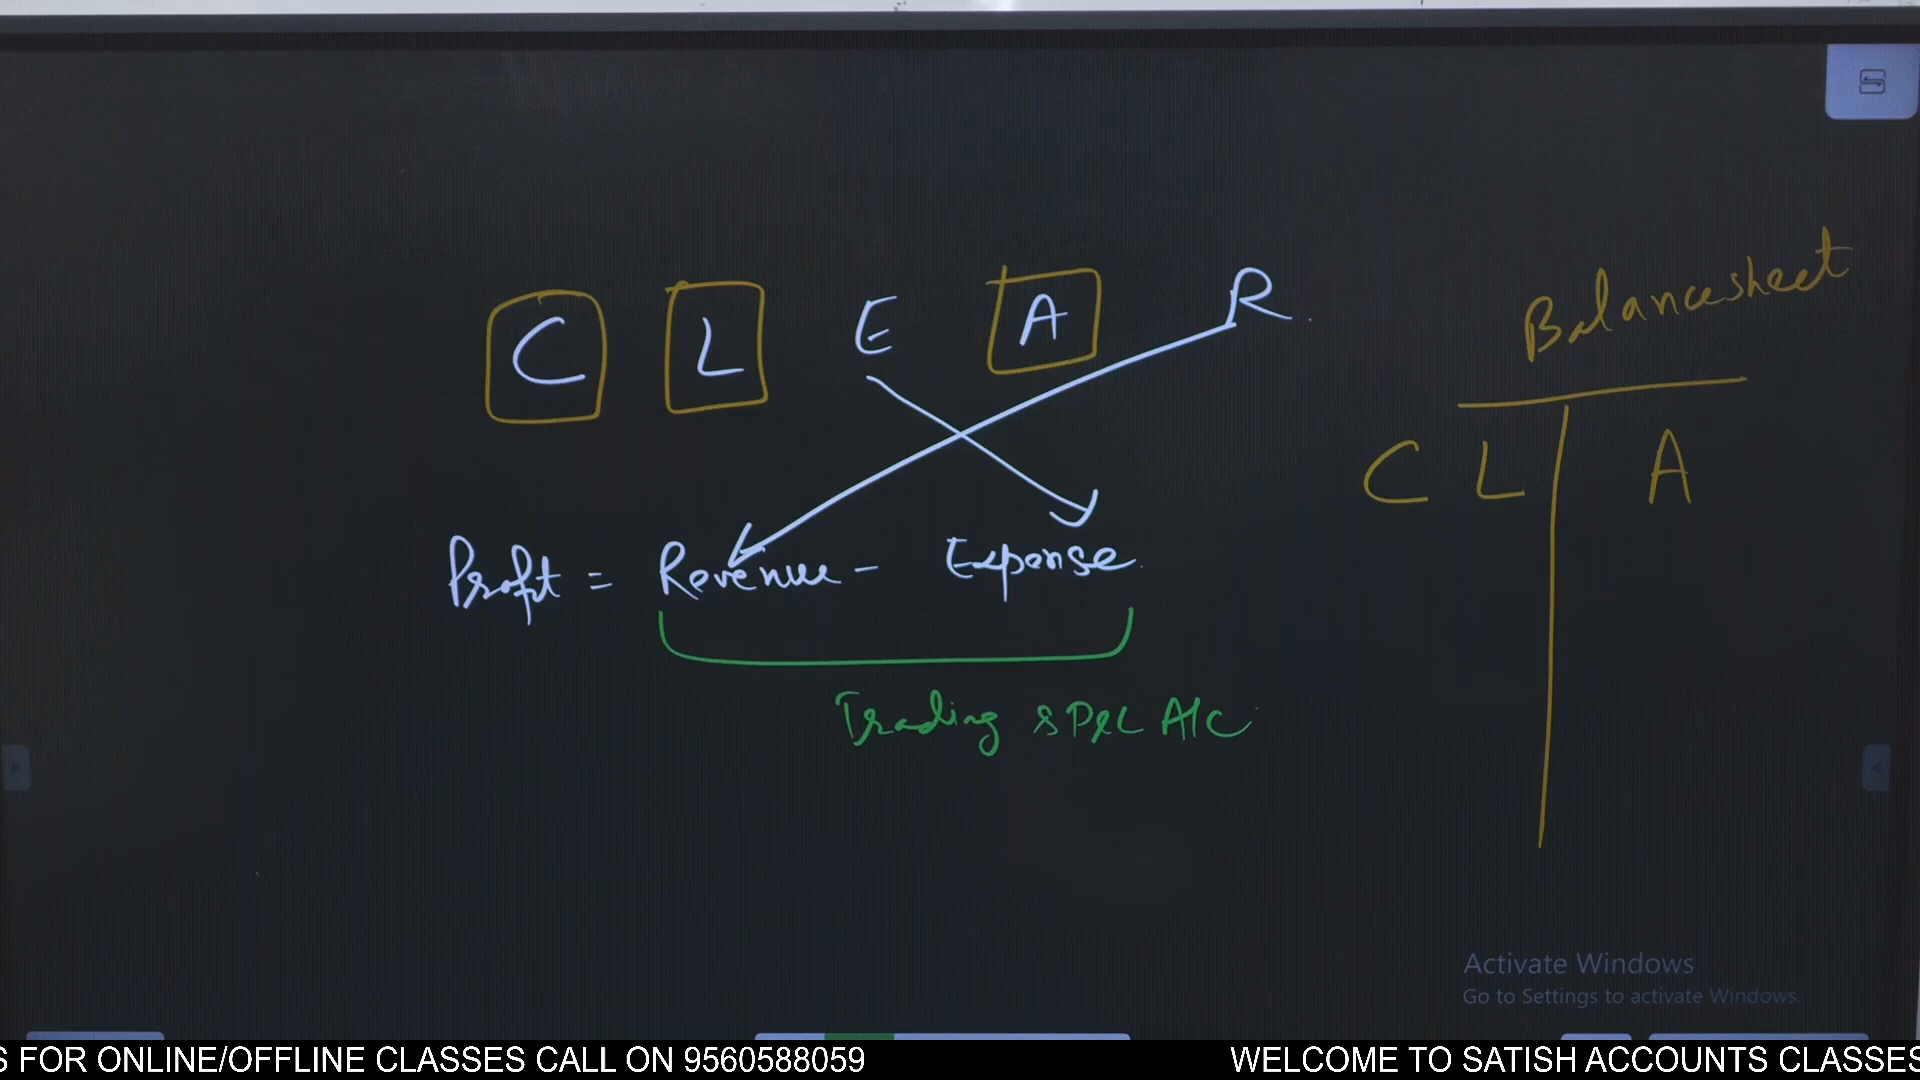 C L E A R.
Balancesheet
C L A
Profit = Revenue - Expense.
Trading & P&L A/C
Activate Windows
Go to Settings to activate Windows.
S FOR ONLINE/OFFLINE CLASSES CALL ON 9560588059
WELCOME TO SATISH ACCOUNTS CLASSES